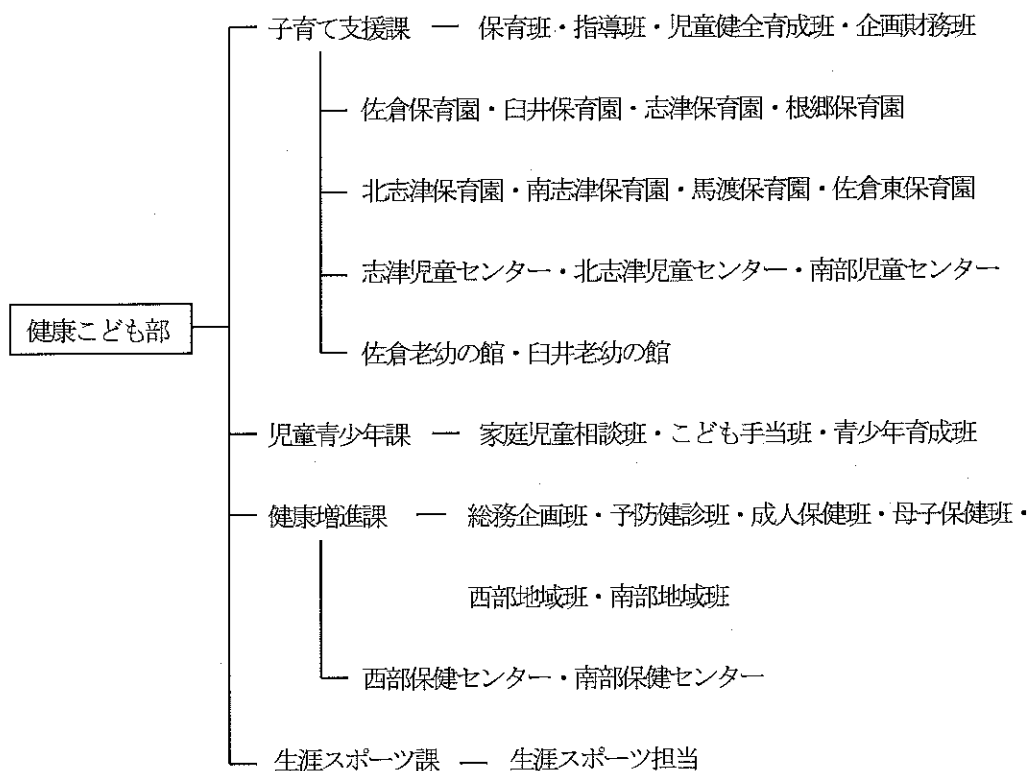 子育て支援課 ― 保育班・指導班・児童健全育成班・企画財務班
佐倉保育園・臼井保育園・志津保育園・根郷保育園
北志津保育園・南志津保育園・馬渡保育園・佐倉東保育園
志津児童センター・北志津児童センター・南部児童センター
健康こども部
佐倉老幼の館・臼井老幼の館
児童青少年課 ― 家庭児童相談班・こども手当班・青少年育成班
健康増進課 ― 総務企画班・予防健診班・成人保健班・母子保健班・
西部地域班・南部地域班
西部保健センター・南部保健センター
生涯スポーツ課 ― 生涯スポーツ担当